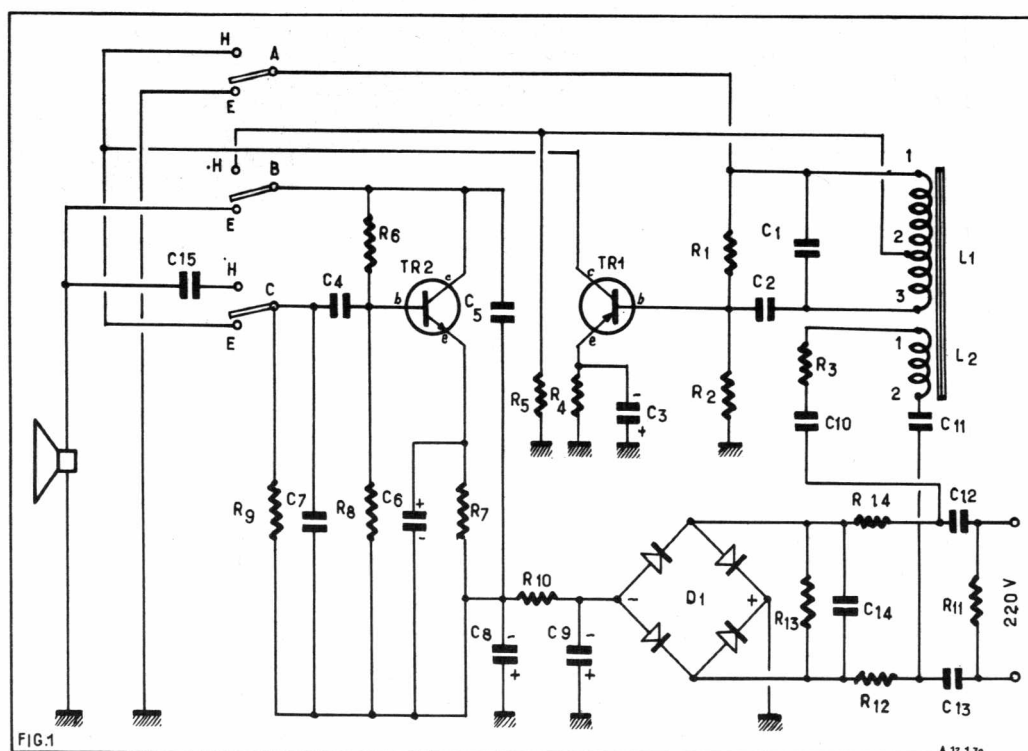 H
A
E
H
B
E
C15
H
C
E
C4
R6
TR2
b
c
e
C5
TR1
c
b
e
R1
C1
C2
1
2
3
L1
1
2
L2
R3
C10
C11
R2
R5
R4
-
C3
+
R9
C7
R8
C6
+
-
R7
R10
C8
-
+
C9
-
+
-
D1
+
R13
C14
R14
C12
R11
220V
R12
C13
FIG.1